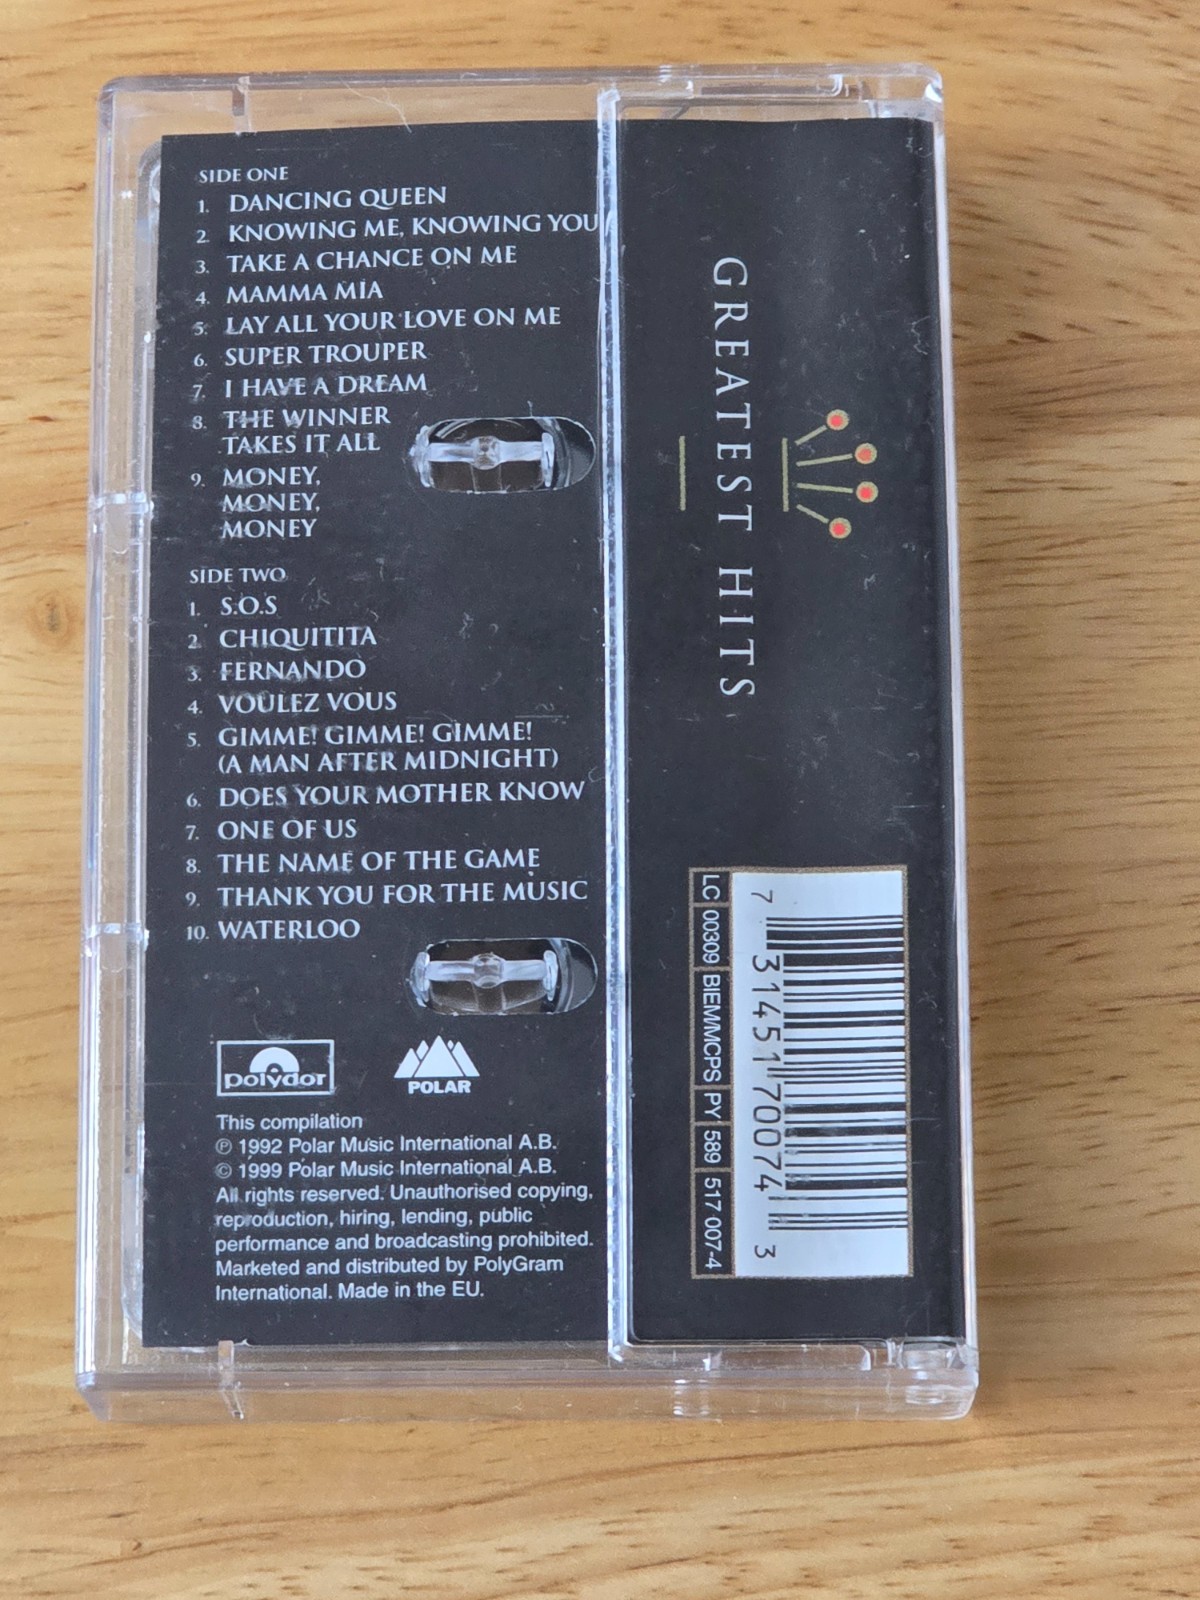 SIDE ONE
1. DANCING QUEEN
2. KNOWING ME, KNOWING YOU
3. TAKE A CHANCE ON ME
4. MAMMA MIA
5. LAY ALL YOUR LOVE ON ME
6. SUPER TROUPER
7. I HAVE A DREAM
8. THE WINNER
TAKES IT ALL
9. MONEY,
MONEY,
MONEY
SIDE TWO
1. S.O.S
2. CHIQUITITA
3. FERNANDO
4. VOULEZ VOUS
5. GIMME! GIMME! GIMME!
(A MAN AFTER MIDNIGHT)
6. DOES YOUR MOTHER KNOW
7. ONE OF US
8. THE NAME OF THE GAME
9. THANK YOU FOR THE MUSIC
10. WATERLOO
polydor
POLAR
This compilation
℗ 1992 Polar Music International A.B.
© 1999 Polar Music International A.B.
All rights reserved. Unauthorised copying,
reproduction, hiring, lending, public
performance and broadcasting prohibited.
Marketed and distributed by PolyGram
International. Made in the EU.
GREATEST HITS
7 31451 70074 3
LC 00309 BIEM/MCPS PY 589 517 007-4